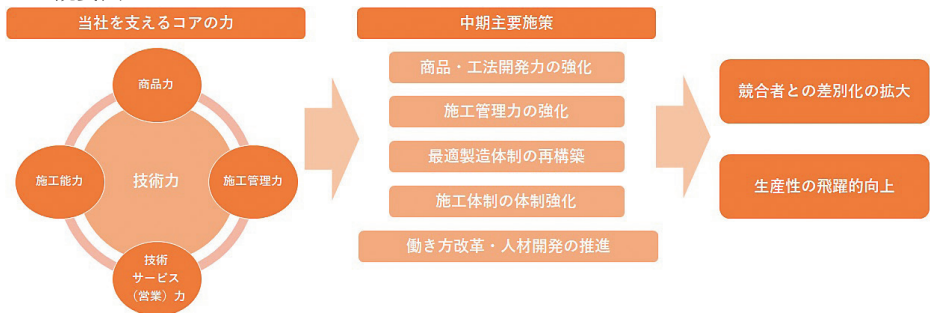 当社を支えるコアの力
商品力
施工能力
技術力
施工管理力
技術
サービス
（営業）力
中期主要施策
商品・工法開発力の強化
施工管理力の強化
最適製造体制の再構築
施工体制の体制強化
働き方改革・人材開発の推進
競合者との差別化の拡大
生産性の飛躍的向上